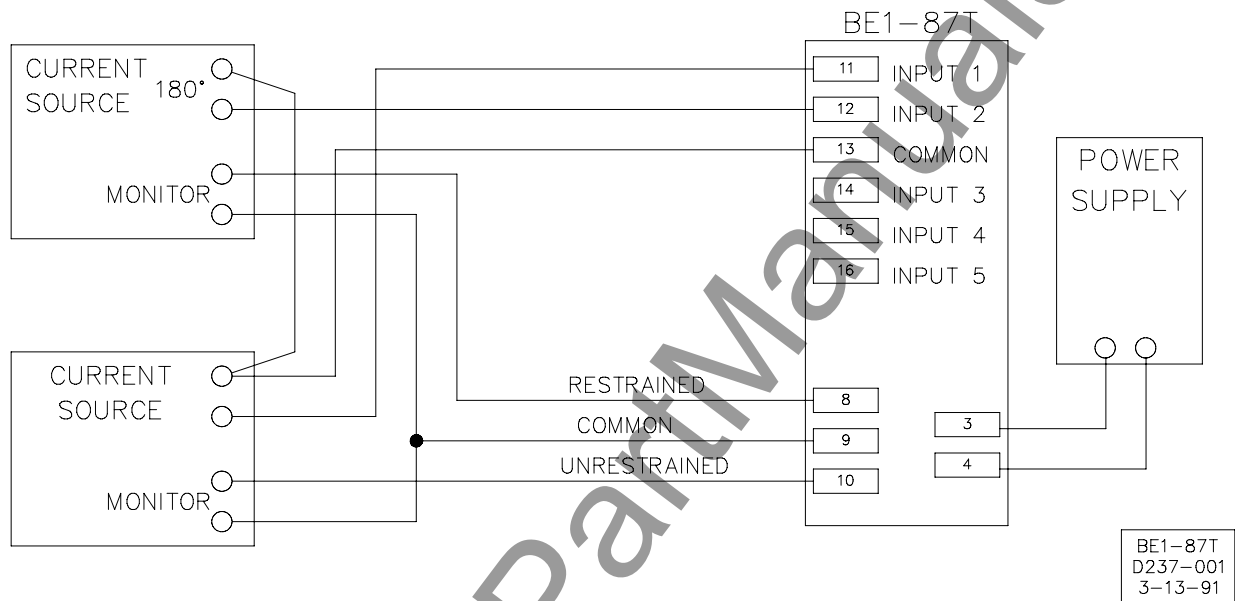 BE1-87T
CURRENT
SOURCE
180°
MONITOR
11 INPUT 1
12 INPUT 2
13 COMMON
14 INPUT 3
15 INPUT 4
16 INPUT 5
POWER
SUPPLY
CURRENT
SOURCE
MONITOR
RESTRAINED
8
COMMON
9
UNRESTRAINED
10
3
4
BE1-87T
D237-001
3-13-91